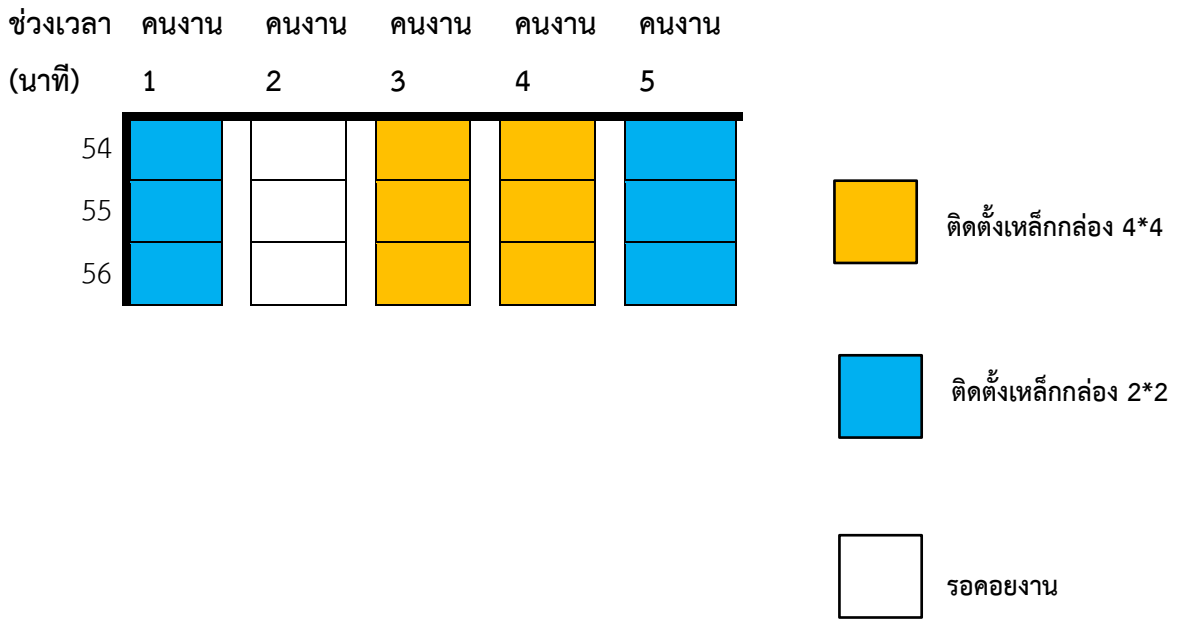 ช่วงเวลา คนงาน คนงาน คนงาน คนงาน คนงาน
(นาที) 1 2 3 4 5
54
55
56
ติดตั้งเหล็กกล่อง 4*4
ติดตั้งเหล็กกล่อง 2*2
รอคอยงาน